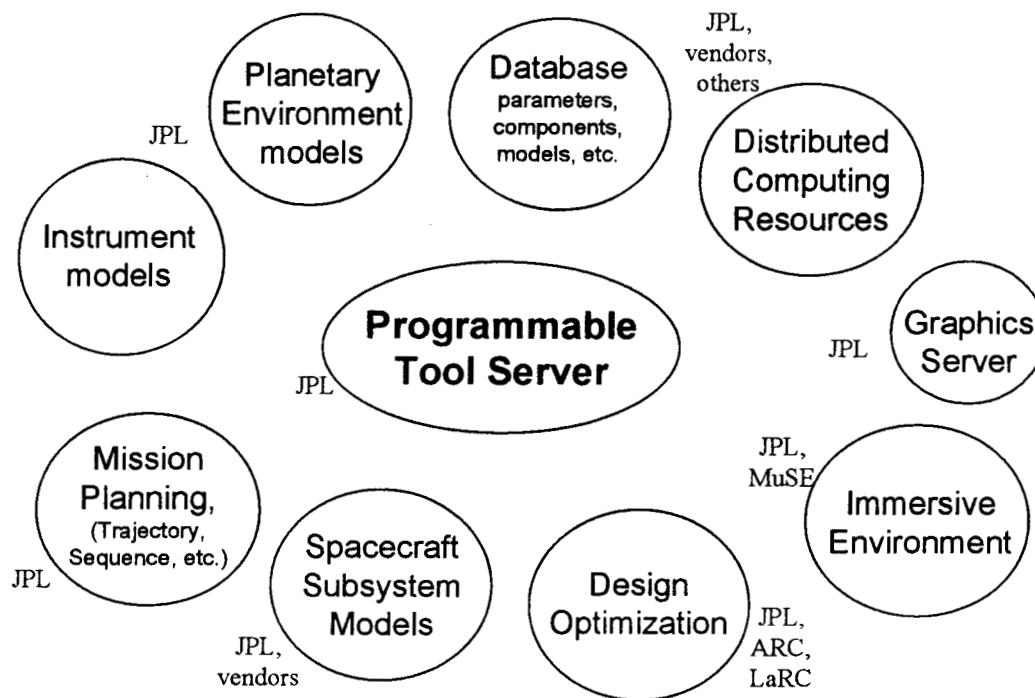 JPL,
vendors,
others
Planetary
Environment
models
JPL
Database
parameters,
components,
models, etc.
Distributed
Computing
Resources
Instrument
models
Programmable
Tool Server
JPL
Graphics
Server
JPL
Mission
Planning,
(Trajectory,
Sequence, etc.)
JPL
Spacecraft
Subsystem
Models
JPL,
vendors
Design
Optimization
JPL,
ARC,
LaRC
JPL,
MuSE
Immersive
Environment